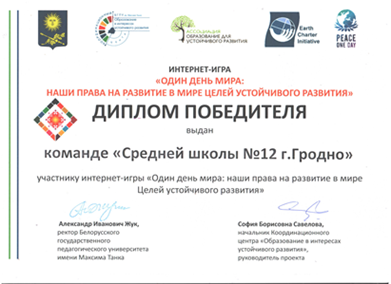 АССОЦИАЦИЯ
ОБРАЗОВАНИЕ ДЛЯ
УСТОЙЧИВОГО РАЗВИТИЯ
Earth
Charter
Initiative
PEACE
ONE DAY
ИНТЕРНЕТ-ИГРА
«ОДИН ДЕНЬ МИРА:
НАШИ ПРАВА НА РАЗВИТИЕ В МИРЕ ЦЕЛЕЙ УСТОЙЧИВОГО РАЗВИТИЯ»
ДИПЛОМ ПОБЕДИТЕЛЯ
выдан
команде «Средней школы №12 г.Гродно»
участнику интернет-игры «Один день мира: наши права на развитие в мире
Целей устойчивого развития»
Александр Иванович Жук,
ректор Белорусского
государственного
педагогического университета
имени Максима Танка
София Борисовна Савелова,
начальник Координационного
центра «Образование в интересах
устойчивого развития»,
руководитель проекта